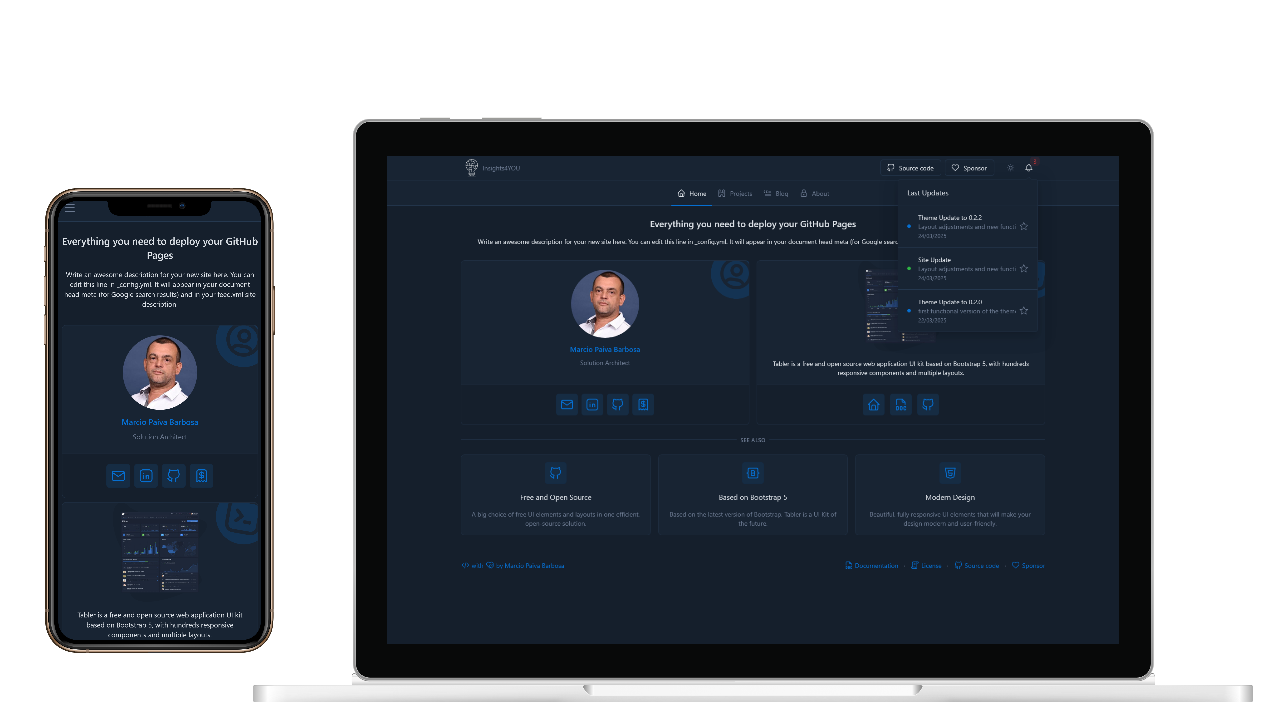 Everything you need to deploy your GitHub
Pages
Write an awesome description for your new site here. You can
edit this line in _config.yml. It will appear in your document
head meta (for Google search results) and in your feed.xml site
description
Marcio Paiva Barbosa
Solution Architect
Tabler is a free and open source web application UI kit
based on Bootstrap 5, with hundreds responsive
components and multiple layouts.
Insights4YOU
Source code
Sponsor
Home
Projects
Blog
About
Last Updates
Theme Update to 0.2.2
Layout adjustments and new functi
24/03/2025
Site Update
Layout adjustments and new functi
24/03/2025
Theme Update to 0.2.0
first functional version of the them
Everything you need to deploy your GitHub Pages
Write an awesome description for your new site here. You can edit this line in _config.yml. It will appear in your document head meta (for Google sear
Marcio Paiva Barbosa
Solution Architect
Tabler is a free and open source web application UI kit based on Bootstrap 5, with hundreds
responsive components and multiple layouts.
DOC
SEE ALSO
Free and Open Source
A big choice of free UI elements and layouts in one efficient,
open-source solution.
Based on Bootstrap 5
Based on the latest version of Bootstrap, Tabler is a UI Kit of
the future.
Modern Design
Beautiful, fully responsive UI elements that will make your
design modern and user-friendly.
with by Marcio Paiva Barbosa
Documentation · License · Source code · Sponsor